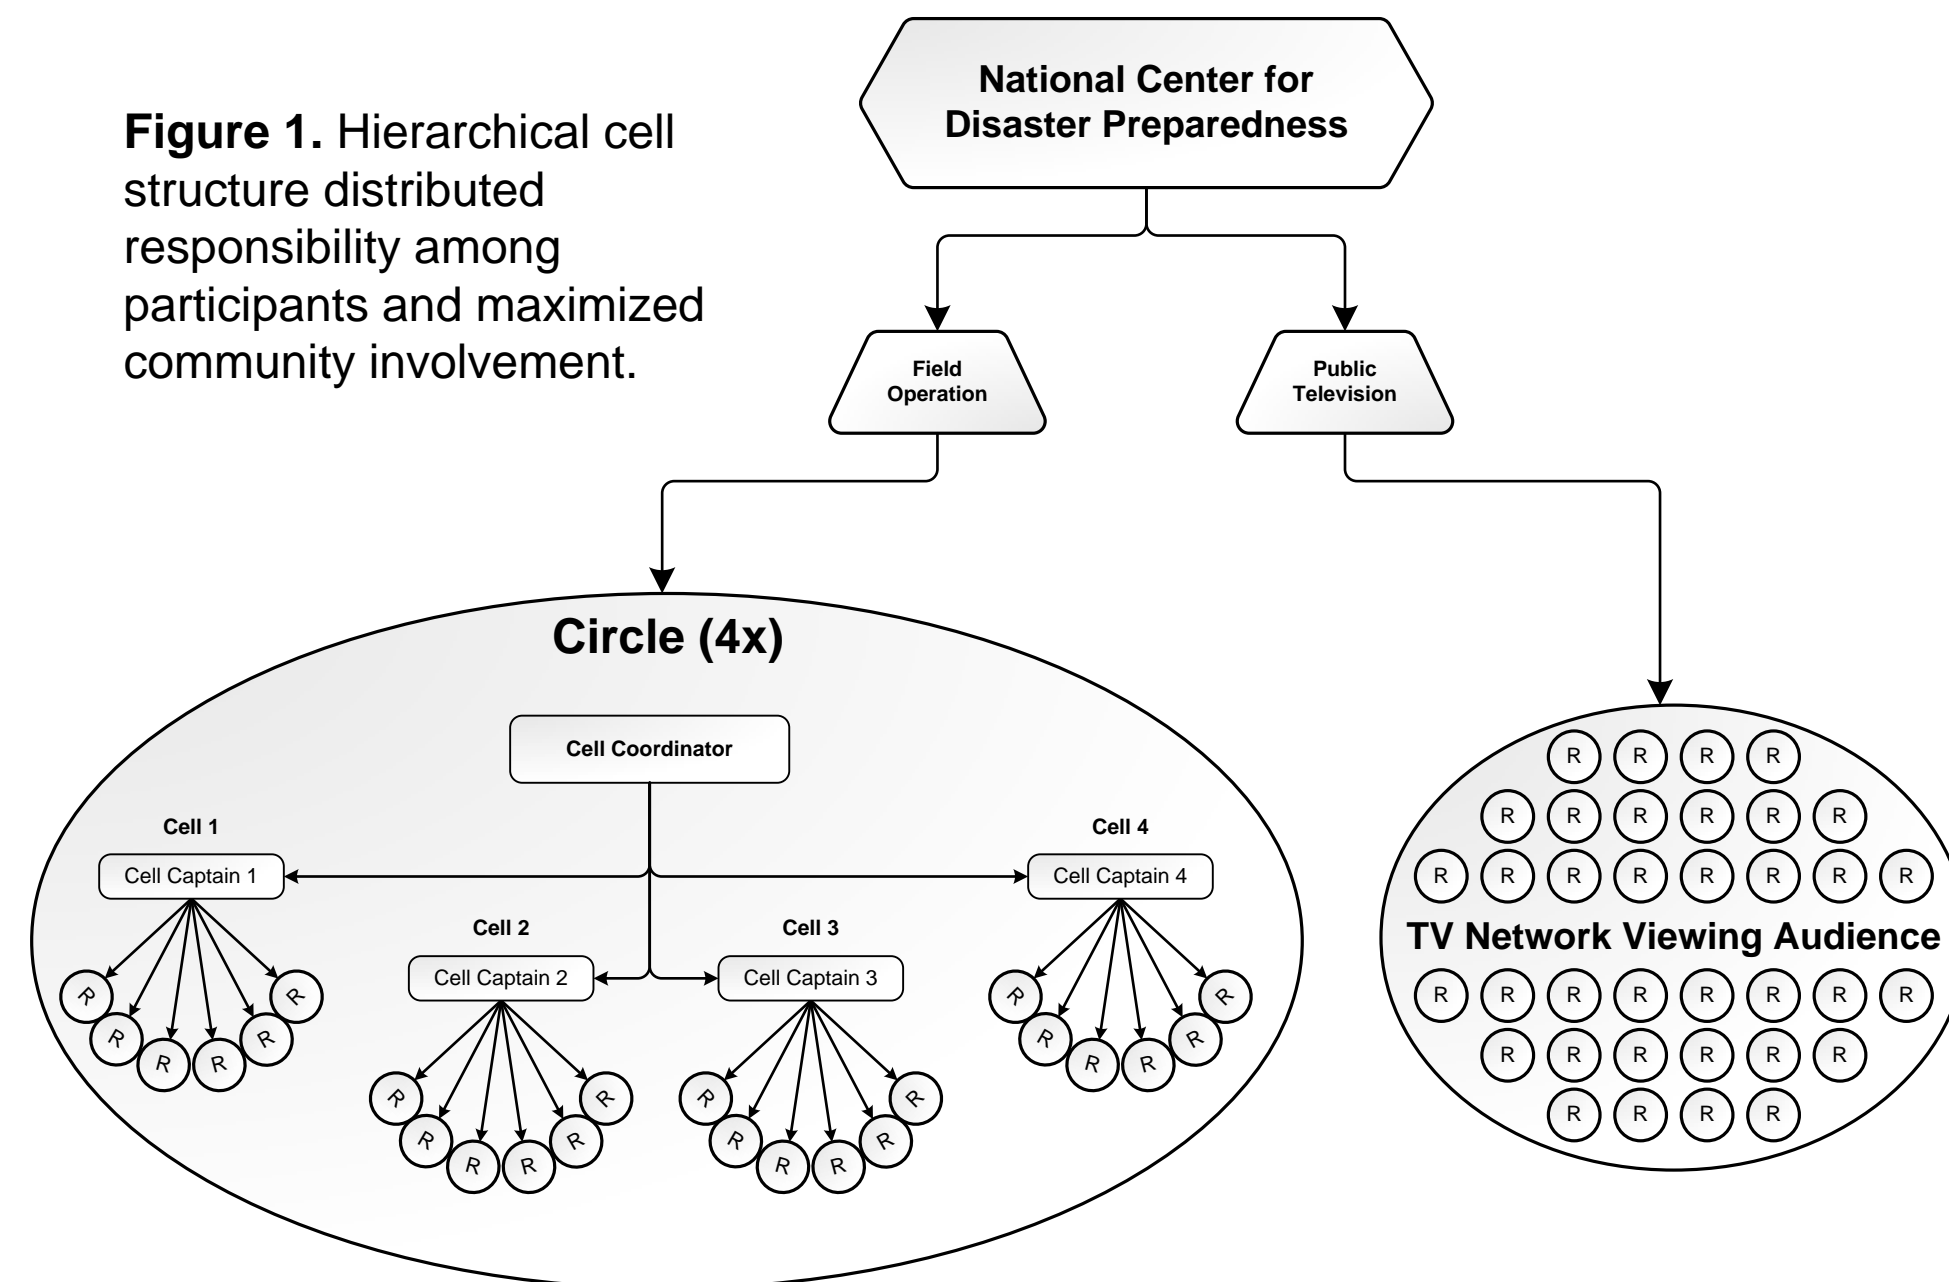 National Center for
Disaster Preparedness
Figure 1. Hierarchical cell
structure distributed
responsibility among
participants and maximized
community involvement.
Field
Operation
Public
Television
Circle (4x)
Cell Coordinator
Cell 1
Cell Captain 1
R R R R R R
Cell 2
Cell Captain 2
R R R R R R
Cell 3
Cell Captain 3
R R R R R R
Cell 4
Cell Captain 4
R R R R R R
R R R R
R R R R R R
R R R R R R R R
TV Network Viewing Audience
R R R R R R R R
R R R R R R
R R R R